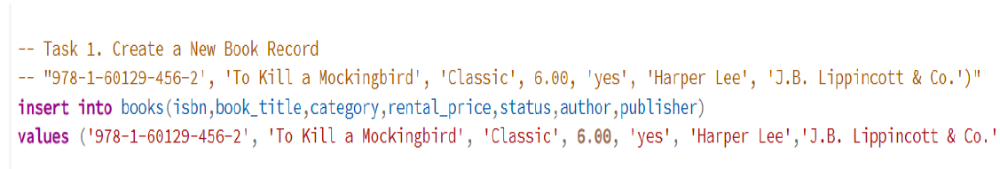 -- Task 1. Create a New Book Record
-- "978-1-60129-456-2', 'To Kill a Mockingbird', 'Classic', 6.00, 'yes', 'Harper Lee', 'J.B. Lippincott & Co.')"
insert into books(isbn,book_title,category,rental_price,status,author,publisher)
values ('978-1-60129-456-2', 'To Kill a Mockingbird', 'Classic', 6.00, 'yes', 'Harper Lee','J.B. Lippincott & Co.'